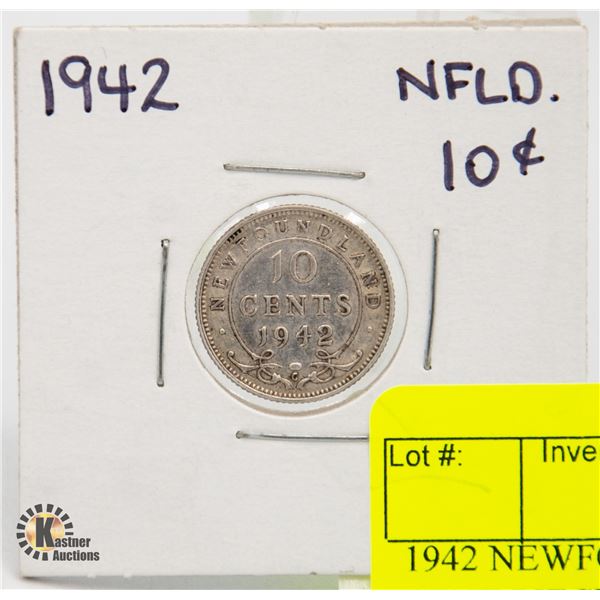 1942 NFLD.
10¢
NEWFOUNDLAND
10
CENTS
1942
C
Lot #: Inve
1942 NEWFO
Kastner
Auctions